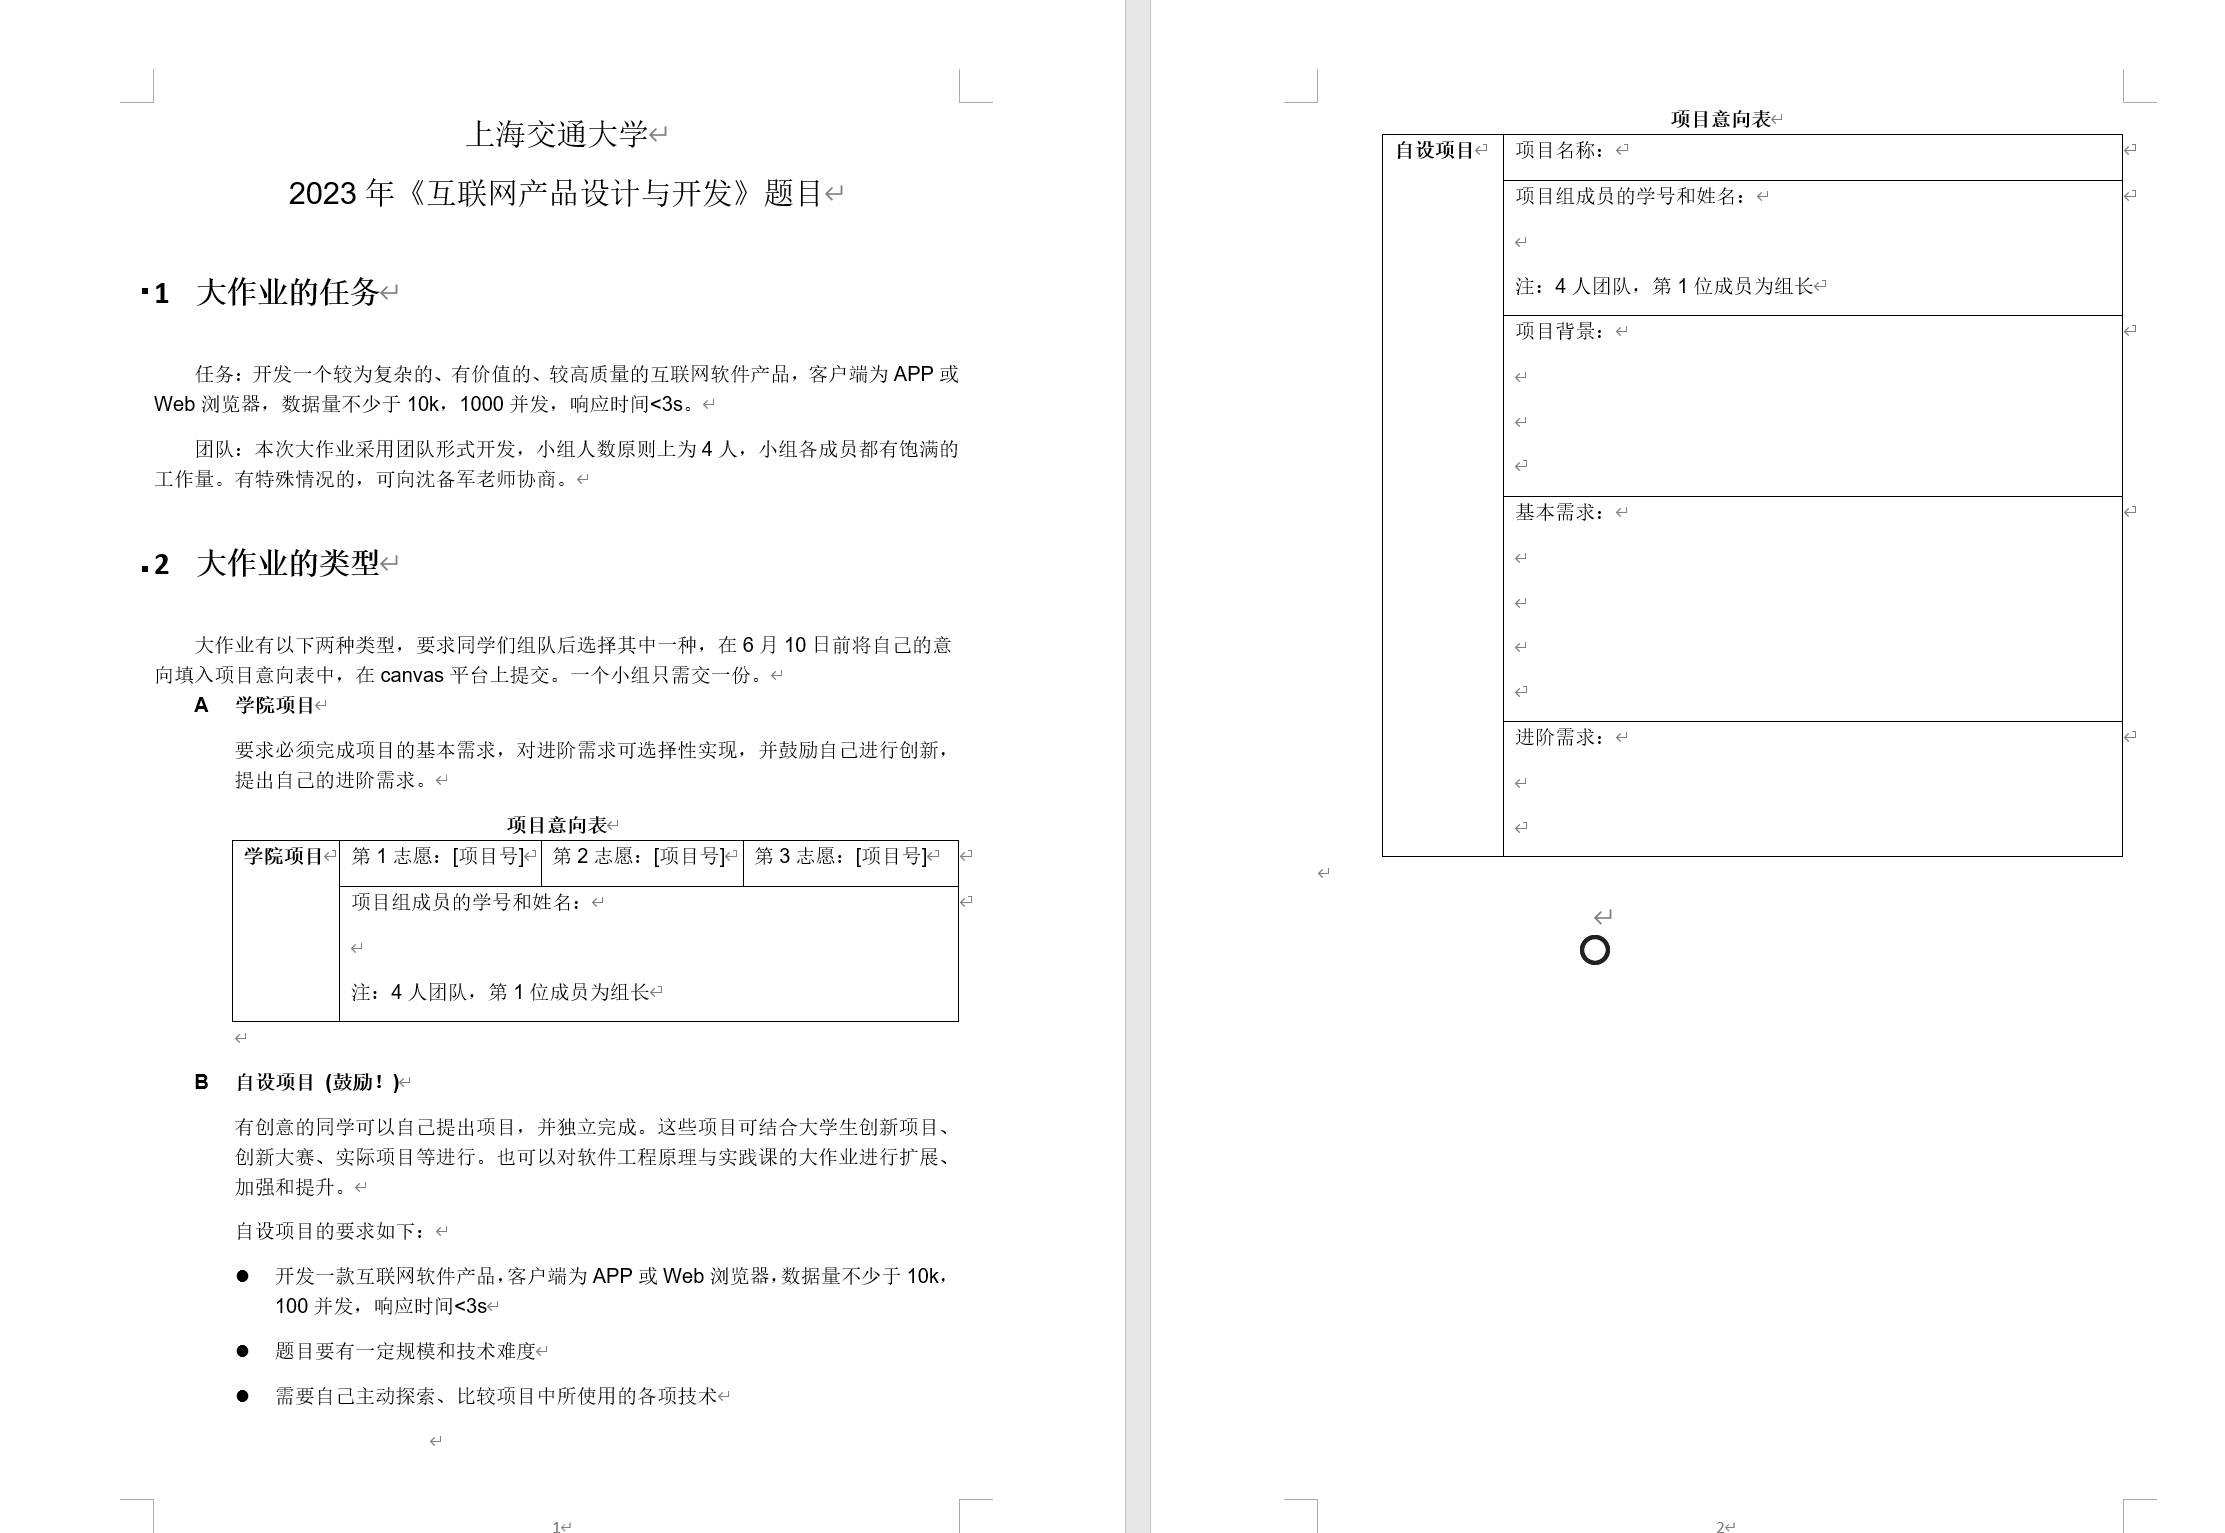 上海交通大学
2023 年《互联网产品设计与开发》题目
1 大作业的任务
任务：开发一个较为复杂的、有价值的、较高质量的互联网软件产品，客户端为 APP 或
Web 浏览器，数据量不少于 10k，1000 并发，响应时间<3s。
团队：本次大作业采用团队形式开发，小组人数原则上为 4 人，小组各成员都有饱满的
工作量。有特殊情况的，可向沈备军老师协商。
2 大作业的类型
大作业有以下两种类型，要求同学们组队后选择其中一种，在 6 月 10 日前将自己的意
向填入项目意向表中，在 canvas 平台上提交。一个小组只需交一份。
A 学院项目
要求必须完成项目的基本需求，对进阶需求可选择性实现，并鼓励自己进行创新，
提出自己的进阶需求。
项目意向表
学院项目 第 1 志愿：[项目号] 第 2 志愿：[项目号] 第 3 志愿：[项目号]
项目组成员的学号和姓名：
注：4 人团队，第 1 位成员为组长
B 自设项目 (鼓励！)
有创意的同学可以自己提出项目，并独立完成。这些项目可结合大学生创新项目、
创新大赛、实际项目等进行。也可以对软件工程原理与实践课的大作业进行扩展、
加强和提升。
自设项目的要求如下：
● 开发一款互联网软件产品，客户端为 APP 或 Web 浏览器，数据量不少于 10k，
100 并发，响应时间<3s
● 题目要有一定规模和技术难度
● 需要自己主动探索、比较项目中所使用的各项技术
1
项目意向表
自设项目 项目名称：
项目组成员的学号和姓名：
注：4 人团队，第 1 位成员为组长
项目背景：
基本需求：
进阶需求：
2